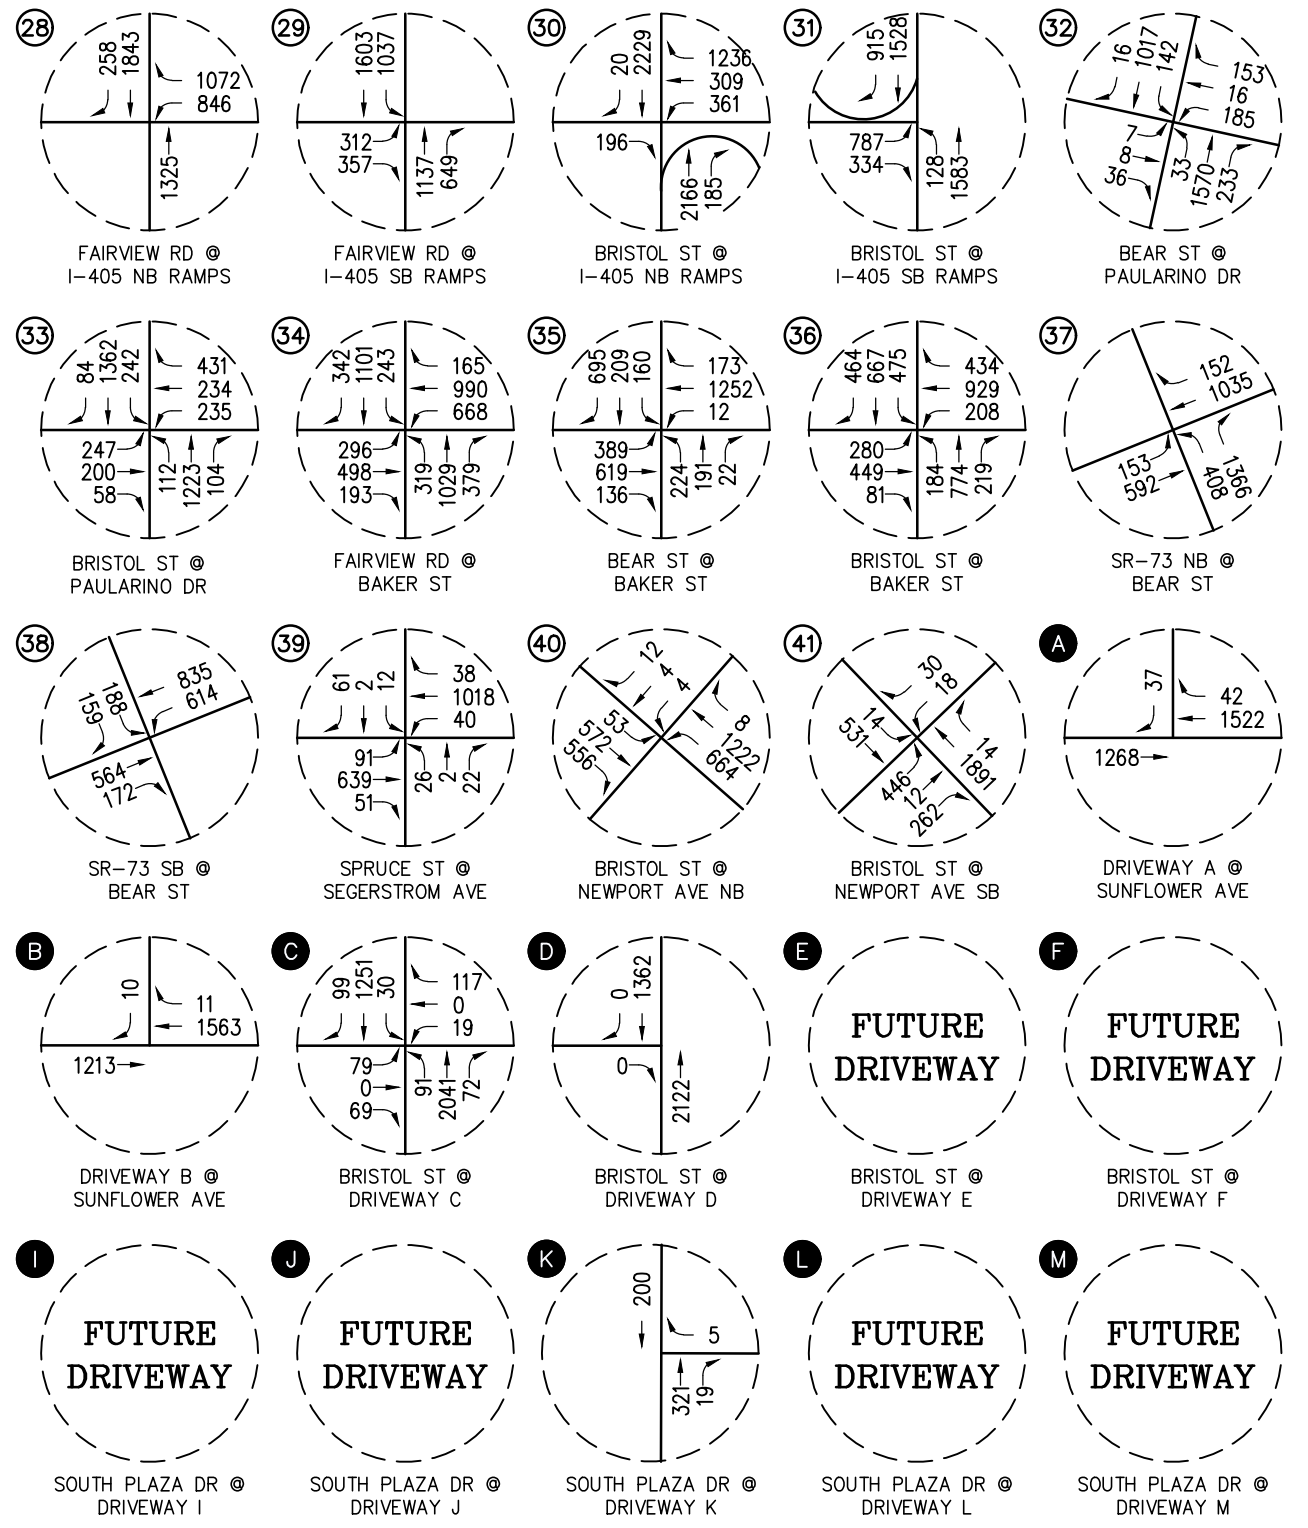 28
258
1843
1072
846
1325
FAIRVIEW RD @
I-405 NB RAMPS
29
1603
1037
312
357
1137
649
FAIRVIEW RD @
I-405 SB RAMPS
30
20
2229
1236
309
361
196
2166
185
BRISTOL ST @
I-405 NB RAMPS
31
915
1528
787
334
128
1583
BRISTOL ST @
I-405 SB RAMPS
32
16
1017
142
153
16
185
7
8
36
33
1570
233
BEAR ST @
PAULARINO DR
33
84
1362
242
431
234
235
247
200
58
112
1223
104
BRISTOL ST @
PAULARINO DR
34
342
1101
243
165
990
668
296
498
193
319
1029
379
FAIRVIEW RD @
BAKER ST
35
695
209
160
173
1252
12
389
619
136
224
191
22
BEAR ST @
BAKER ST
36
464
667
475
434
929
208
280
449
81
184
774
219
BRISTOL ST @
BAKER ST
37
152
1035
153
592
408
1366
SR-73 NB @
BEAR ST
38
159
188
835
614
564
172
SR-73 SB @
BEAR ST
39
61
2
12
38
1018
40
91
639
51
26
2
22
SPRUCE ST @
SEGERSTROM AVE
40
12
4
4
53
572
556
8
1222
664
BRISTOL ST @
NEWPORT AVE NB
41
30
18
14
531
14
1891
446
12
262
BRISTOL ST @
NEWPORT AVE SB
A
37
42
1522
1268
DRIVEWAY A @
SUNFLOWER AVE
B
10
11
1563
1213
DRIVEWAY B @
SUNFLOWER AVE
C
99
1251
30
117
0
19
79
0
69
91
2041
72
BRISTOL ST @
DRIVEWAY C
D
0
1362
0
2122
BRISTOL ST @
DRIVEWAY D
E
FUTURE
DRIVEWAY
BRISTOL ST @
DRIVEWAY E
F
FUTURE
DRIVEWAY
BRISTOL ST @
DRIVEWAY F
I
FUTURE
DRIVEWAY
SOUTH PLAZA DR @
DRIVEWAY I
J
FUTURE
DRIVEWAY
SOUTH PLAZA DR @
DRIVEWAY J
K
200
5
321
19
SOUTH PLAZA DR @
DRIVEWAY K
L
FUTURE
DRIVEWAY
SOUTH PLAZA DR @
DRIVEWAY L
M
FUTURE
DRIVEWAY
SOUTH PLAZA DR @
DRIVEWAY M